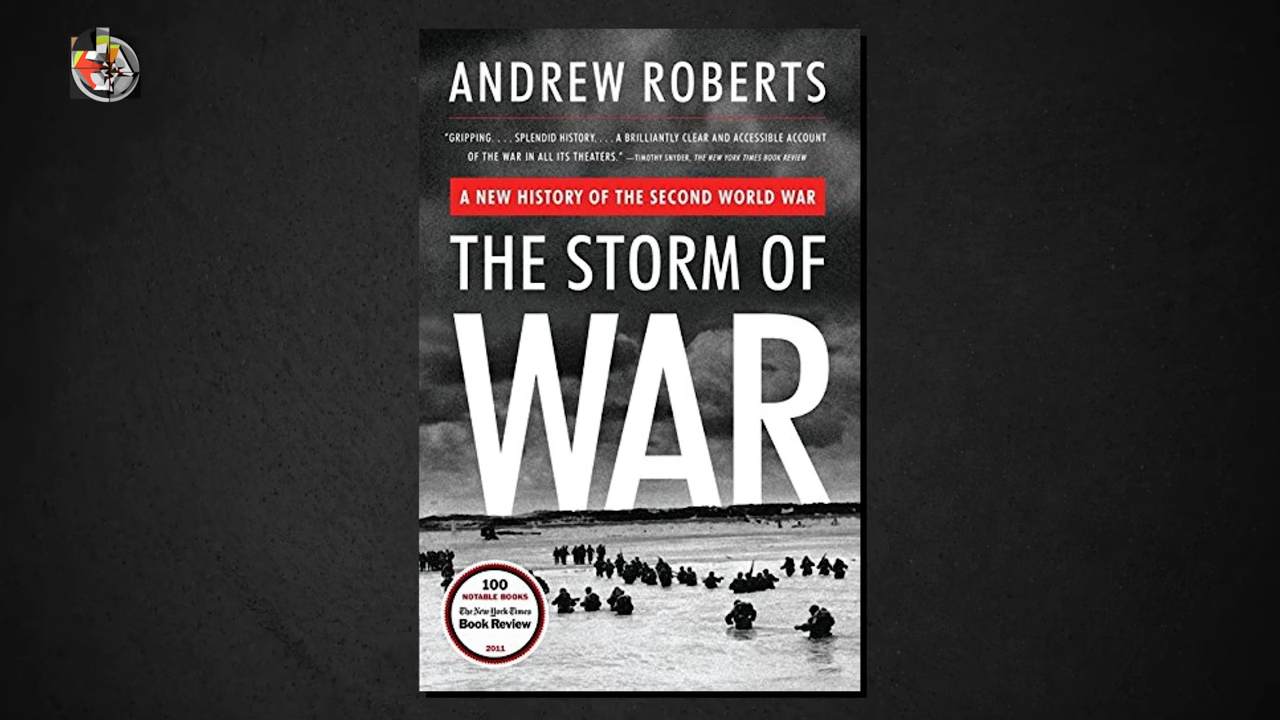 ANDREW ROBERTS
"GRIPPING. . . . SPLENDID HISTORY. . . . A BRILLIANTLY CLEAR AND ACCESSIBLE ACCOUNT
OF THE WAR IN ALL ITS THEATERS." —TIMOTHY SNYDER, THE NEW YORK TIMES BOOK REVIEW
A NEW HISTORY OF THE SECOND WORLD WAR
THE STORM OF
WAR
100
NOTABLE BOOKS
The New York Times
Book Review
2011